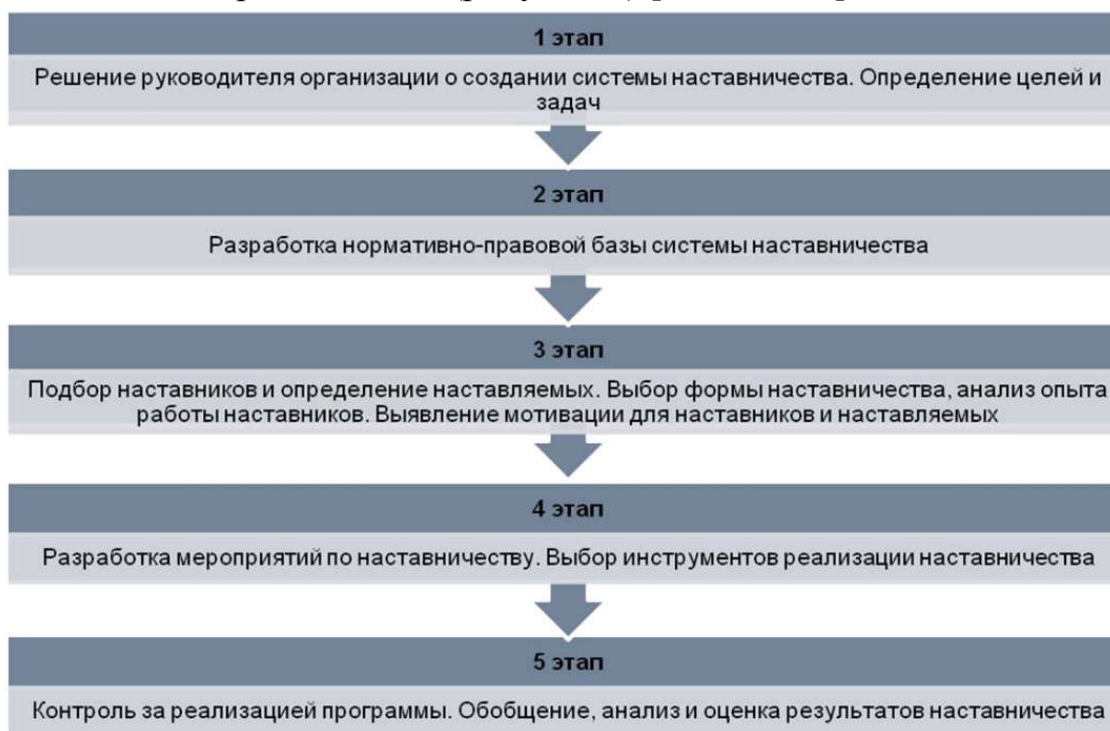 1 этап
Решение руководителя организации о создании системы наставничества. Определение целей и
задач
2 этап
Разработка нормативно-правовой базы системы наставничества
3 этап
Подбор наставников и определение наставляемых. Выбор формы наставничества, анализ опыта
работы наставников. Выявление мотивации для наставников и наставляемых
4 этап
Разработка мероприятий по наставничеству. Выбор инструментов реализации наставничества
5 этап
Контроль за реализацией программы. Обобщение, анализ и оценка результатов наставничества